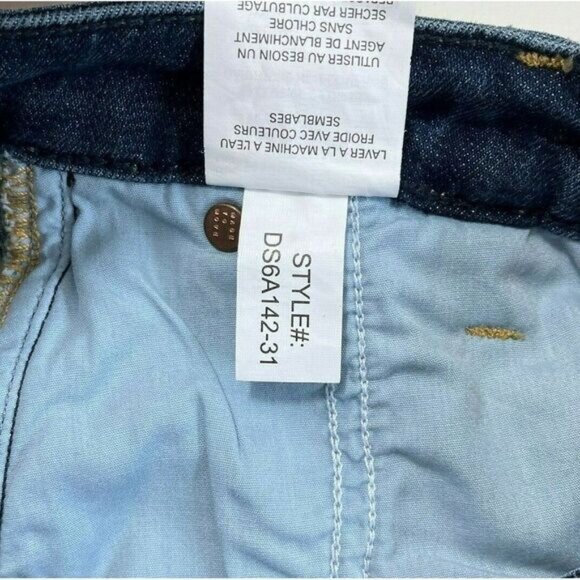 LAVER A LA MACHINE A L'EAU
FROIDE AVEC COULEURS
SEMBLABES
UTILISER AU BESOIN UN
AGENT DE BLANCHIMENT
SANS CHLORE
SECHER PAR CULBUTAGE
STYLE#:
DS6A142-31